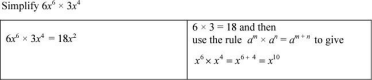 Simplify 6x⁶ × 3x⁴
6x⁶ × 3x⁴ = 18x²
6 × 3 = 18 and then
use the rule aᵐ × aⁿ = aᵐ⁺ⁿ to give
x⁶ × x⁴ = x⁶⁺⁴ = x¹⁰